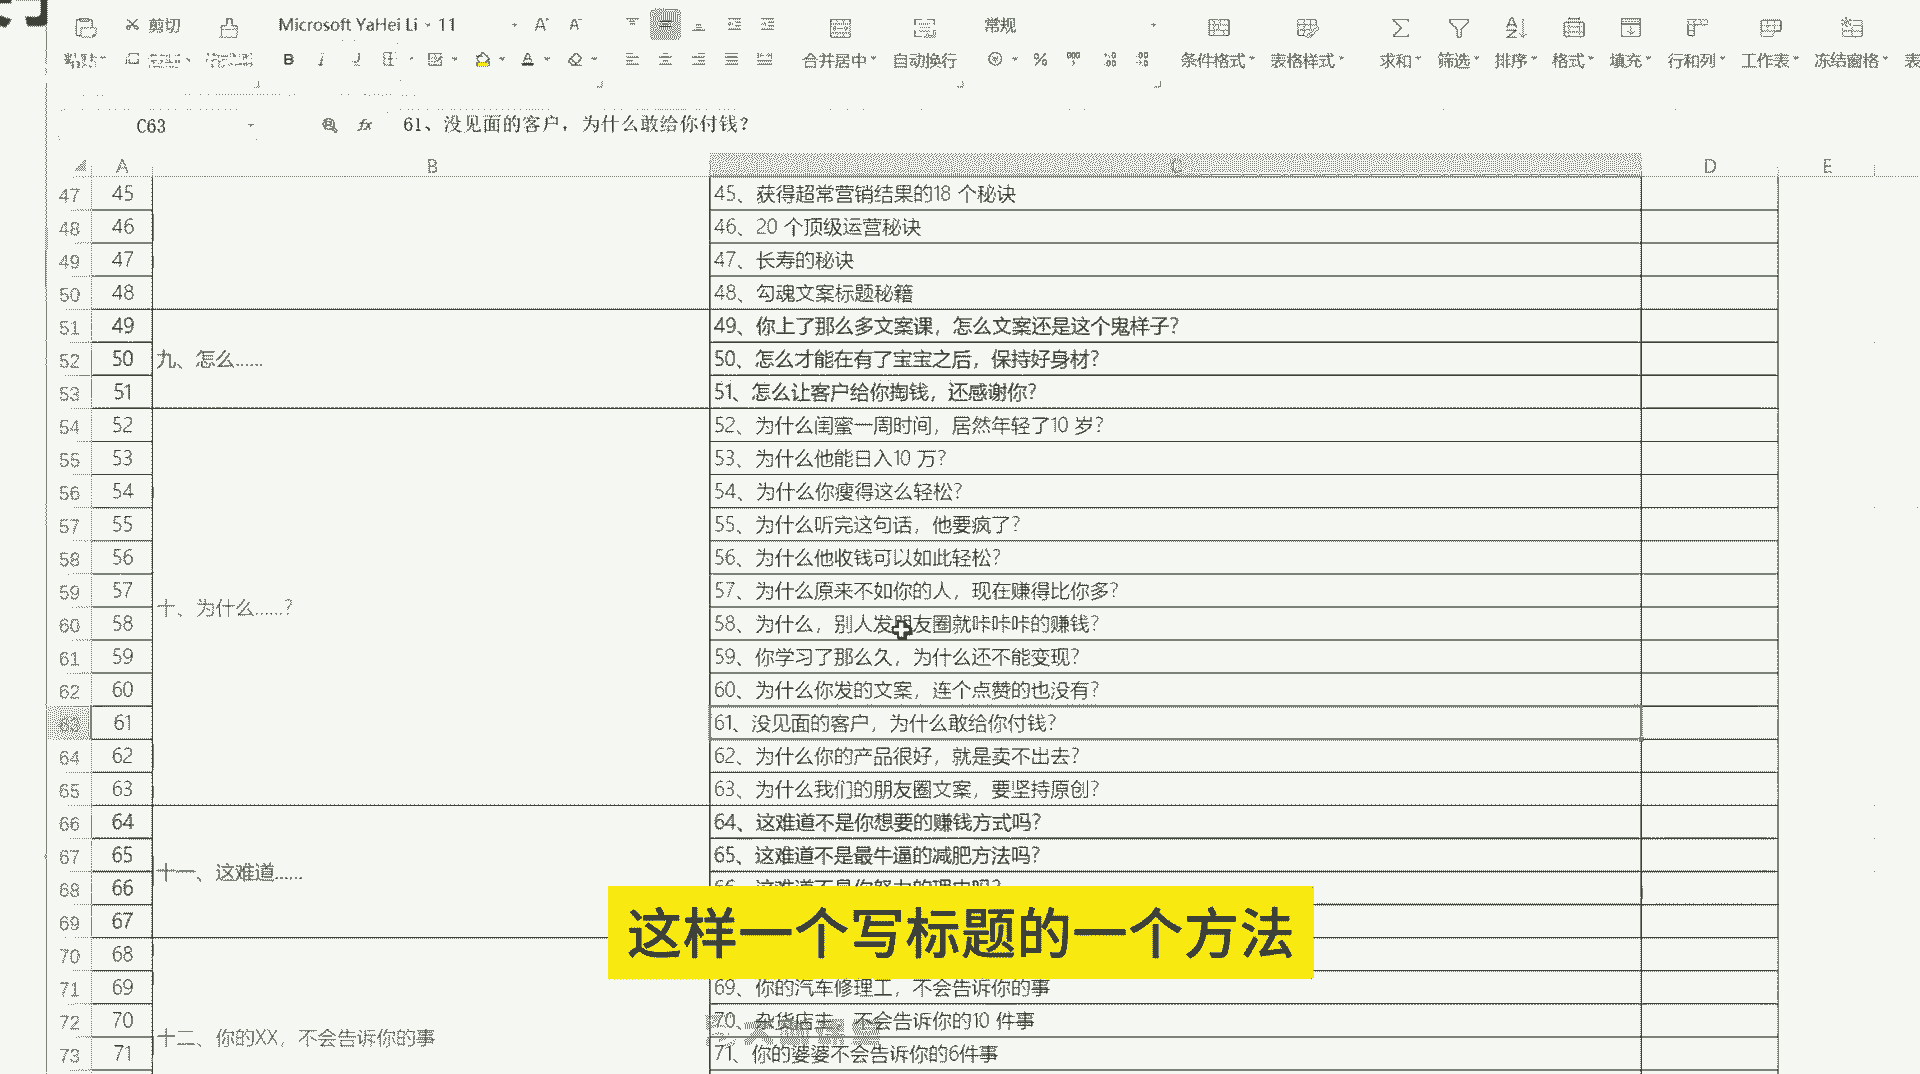 剪切
Microsoft YaHei Li
11
常规
粘贴
B
合并居中
自动换行
%
条件格式
表格样式
求和
筛选
排序
格式
填充
行和列
工作表
冻结窗格
C63
fx
61、没见面的客户，为什么敢给你付钱?
A B C D E
47 45 45、获得超常营销结果的18 个秘诀
48 46 46、20 个顶级运营秘诀
49 47 47、长寿的秘诀
50 48 48、勾魂文案标题秘籍
51 49 49、你上了那么多文案课，怎么文案还是这个鬼样子?
52 50 九、怎么…… 50、怎么才能在有了宝宝之后，保持好身材?
53 51 51、怎么让客户给你掏钱，还感谢你?
54 52 52、为什么闺蜜一周时间，居然年轻了10 岁?
55 53 53、为什么他能日入10 万?
56 54 54、为什么你瘦得这么轻松?
57 55 55、为什么听完这句话，他要疯了?
58 56 56、为什么他收钱可以如此轻松?
59 57 57、为什么原来不如你的人，现在赚得比你多?
十、为什么……?
60 58 58、为什么，别人发朋友圈就咔咔咔的赚钱?
61 59 59、你学习了那么久，为什么还不能变现?
62 60 60、为什么你发的文案，连个点赞的也没有?
63 61 61、没见面的客户，为什么敢给你付钱?
64 62 62、为什么你的产品很好，就是卖不出去?
65 63 63、为什么我们的朋友圈文案，要坚持原创?
66 64 64、这难道不是你想要的赚钱方式吗?
67 65 65、这难道不是最牛逼的减肥方法吗?
十一、这难道……
68 66 66、这难道不是你努力的理由吗?
69 67
这样一个写标题的一个方法
70 68
71 69 69、你的汽车修理工，不会告诉你的事
72 70 70、杂货店主，不会告诉你的10 件事
十二、你的XX，不会告诉你的事
73 71 71、你的婆婆不会告诉你的6件事